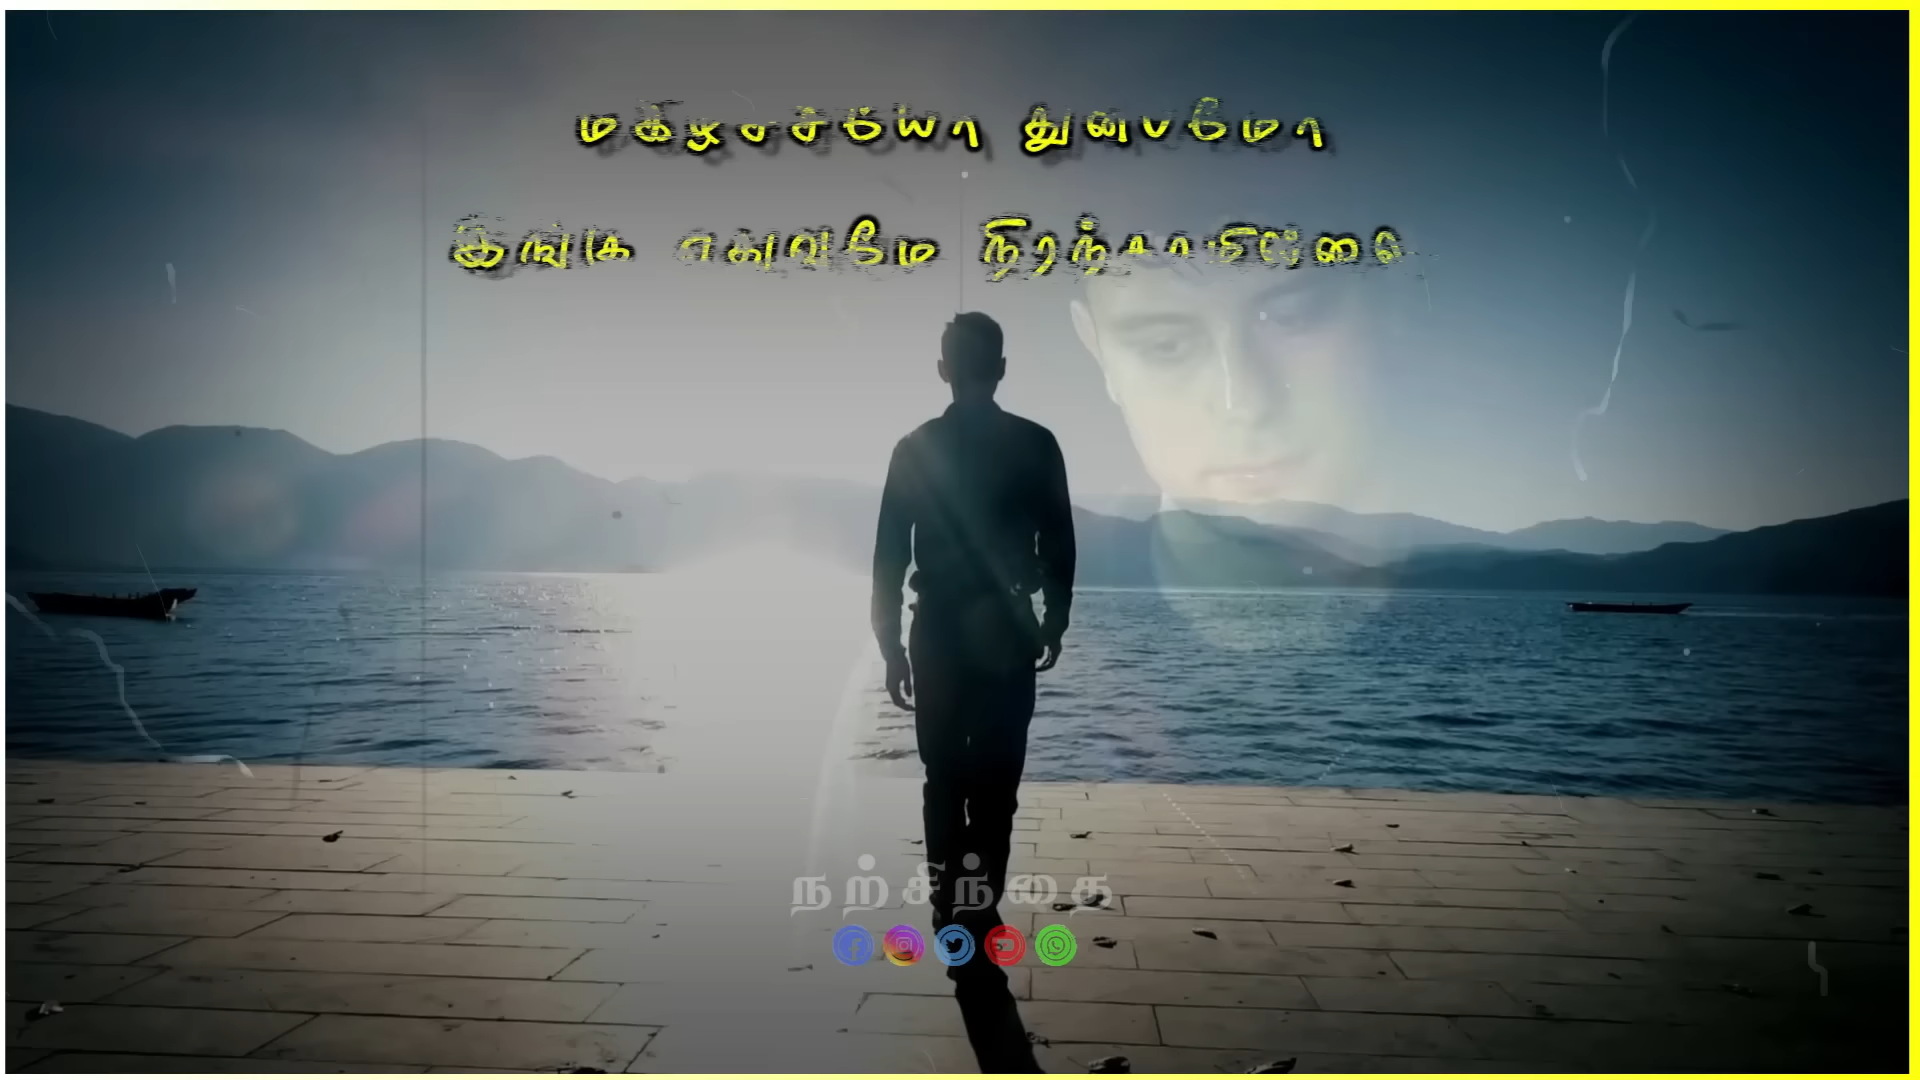 மகிழ்ச்சியோ துன்பமோ
இங்கு எதுவுமே நிரந்தரமில்லை
நற்சிந்தை